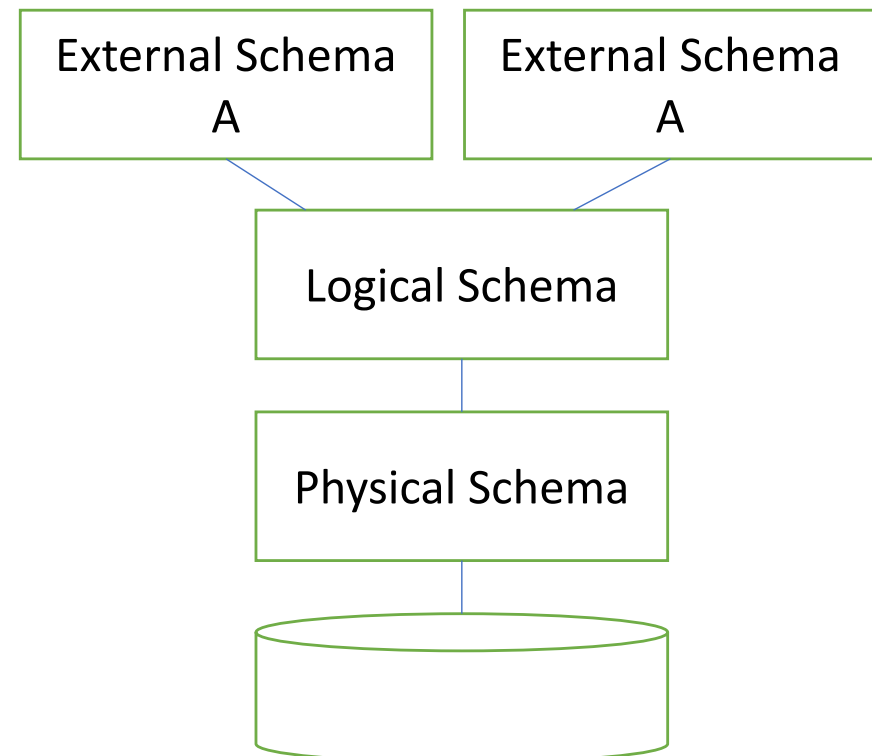 External Schema
A
External Schema
A
Logical Schema
Physical Schema